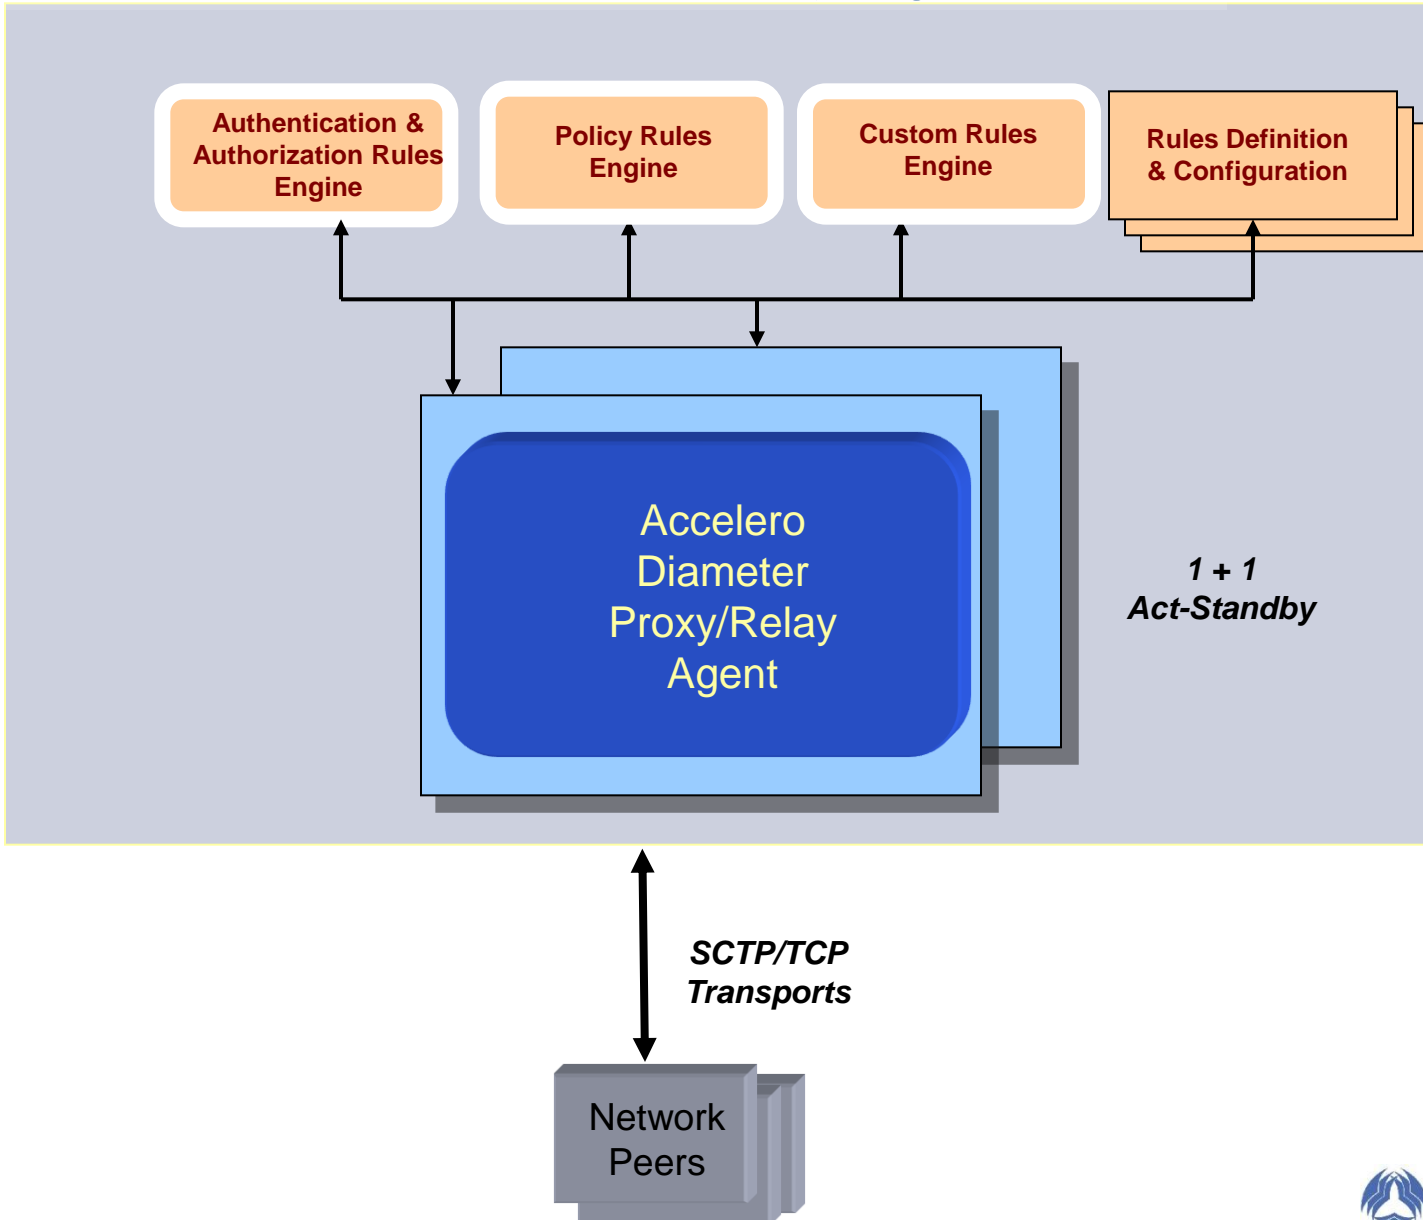 Authentication &
Authorization Rules
Engine
Policy Rules
Engine
Custom Rules
Engine
Rules Definition
& Configuration
Accelero
Diameter
Proxy/Relay
Agent
1 + 1
Act-Standby
SCTP/TCP
Transports
Network
Peers